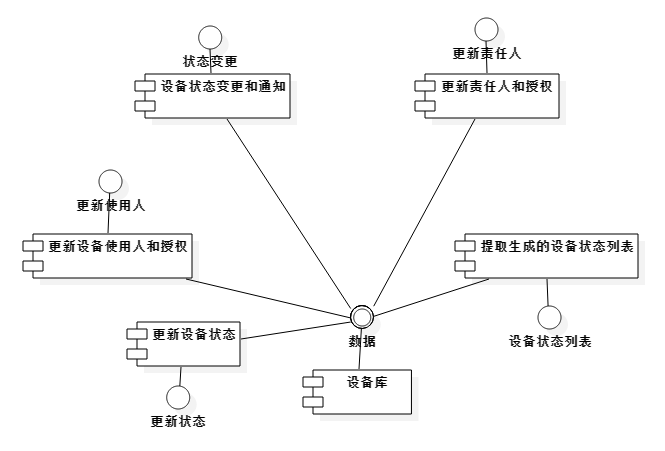 状态变更
设备状态变更和通知
更新责任人
更新责任人和授权
更新使用人
更新设备使用人和授权
提取生成的设备状态列表
设备状态列表
更新设备状态
更新状态
数据
设备库